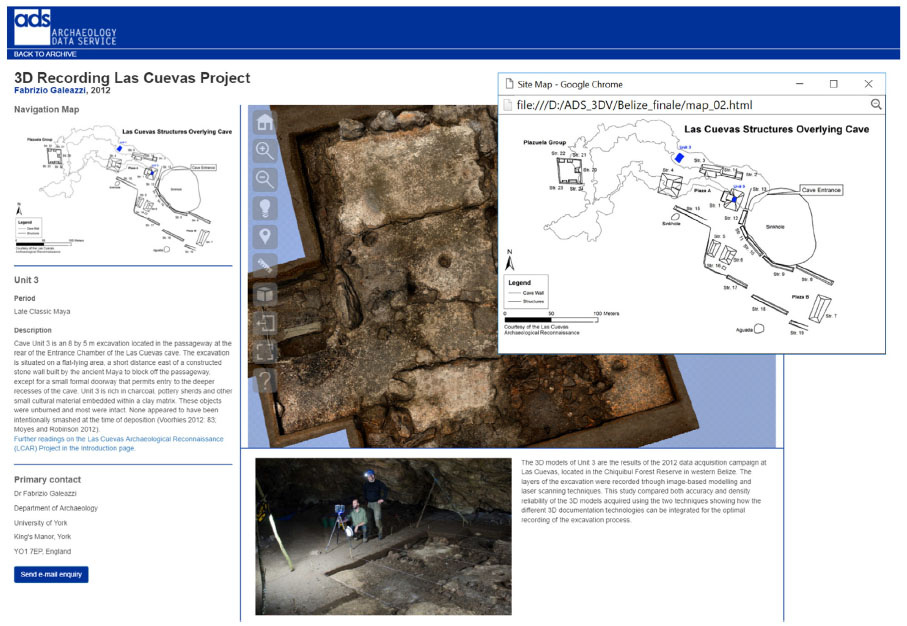 ads
ARCHAEOLOGY
DATA SERVICE
BACK TO ARCHIVE
3D Recording Las Cuevas Project
Fabrizio Galeazzi, 2012
Navigation Map
Las Cuevas Structures Overlying Cave
Plazuela Group
Cave Entrance
Sinkhole
Legend
Cave Wall
Structures
Aguada
Unit 3
Period
Late Classic Maya
Description
Cave Unit 3 is an 8 by 5 m excavation located in the passageway at the
rear of the Entrance Chamber of the Las Cuevas cave. The excavation
is situated on a flat-lying area, a short distance east of a constructed
stone wall built by the ancient Maya to block off the passageway,
except for a small formal doorway that permits entry to the deeper
recesses of the cave. Unit 3 is rich in charcoal, pottery sherds and other
small cultural material embedded within a clay matrix. These objects
were unburned and most were intact. None appeared to have been
intentionally smashed at the time of deposition (Voorhies 2012: 83;
Moyes and Robinson 2012).
Further readings on the Las Cuevas Archaeological Reconnaissance
(LCAR) Project in the Introduction page.
Primary contact
Dr Fabrizio Galeazzi
Department of Archaeology
University of York
King's Manor, York
YO1 7EP, England
Send e-mail enquiry
Site Map - Google Chrome
file:///D:/ADS_3DV/Belize_finale/map_02.html
Las Cuevas Structures Overlying Cave
Plazuela Group
Str. 22
Str. 21
Str. 20
Str. 23
Str. 24
Unit 2
Str. 3
Str. 4
Str. 2
Plaza A
Str. 1
Str. 13
Cave Entrance
Str. 15
Str. 12
Sinkhole
Sinkhole
Str. 5
Str. 6
Str. 16
Str. 9
Str. 8
Str. 17
N
Legend
Cave Wall
Structures
0 50 100 Meters
Courtesy of the Las Cuevas
Archaeological Reconnaissance
Str. 18
Plaza B
Str. 7
Aguada
Str. 19
The 3D models of Unit 3 are the results of the 2012 data acquisition campaign at
Las Cuevas, located in the Chiquibul Forest Reserve in western Belize. The
layers of the excavation were recorded trhough image-based modelling and
laser scanning techniques. This study compared both accuracy and density
reliability of the 3D models acquired using the two techniques showing how the
different 3D documentation technologies can be integrated for the optimal
recording of the excavation process.